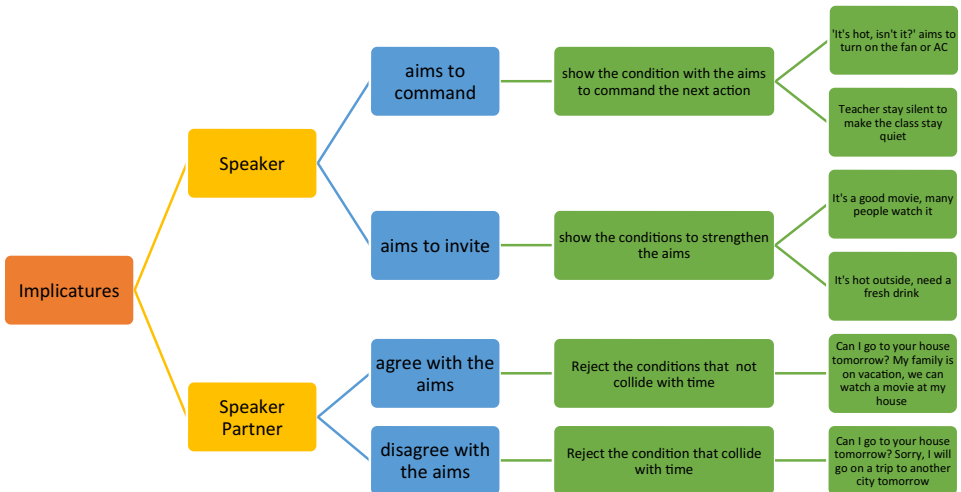 Implicatures
Speaker
aims to
command
show the condition with the aims
to command the next action
'It's hot, isn't it?' aims to
turn on the fan or AC
Teacher stay silent to
make the class stay
quiet
aims to invite
show the conditions to strengthen
the aims
It's a good movie, many
people watch it
It's hot outside, need a
fresh drink
Speaker
Partner
agree with the
aims
Reject the conditions that not
collide with time
Can I go to your house
tomorrow? My family is
on vacation, we can
watch a movie at my
house
disagree with
the aims
Reject the condition that collide
with time
Can I go to your house
tomorrow? Sorry, I will
go on a trip to another
city tomorrow